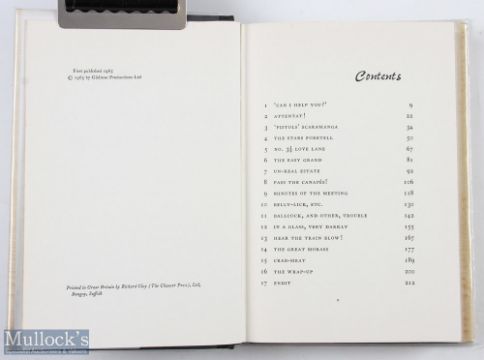 First published 1965
© 1965 by Glidrose Productions Ltd
Printed in Great Britain by Richard Clay (The Chaucer Press), Ltd,
Bungay, Suffolk
Contents
1 'CAN I HELP YOU?' 9
2 ATTENTAT! 22
3 'PISTOLS' SCARAMANGA 34
4 THE STARS FORETELL 50
5 NO. 3½ LOVE LANE 67
6 THE EASY GRAND 81
7 UN-REAL ESTATE 92
8 PASS THE CANAPÉS! 106
9 MINUTES OF THE MEETING 118
10 BELLY-LICK, ETC. 131
11 BALLCOCK, AND OTHER, TROUBLE 142
12 IN A GLASS, VERY DARKLY 155
13 HEAR THE TRAIN BLOW! 167
14 THE GREAT MORASS 177
15 CRAB-MEAT 189
16 THE WRAP-UP 200
17 ENDIT 212
Mullock's